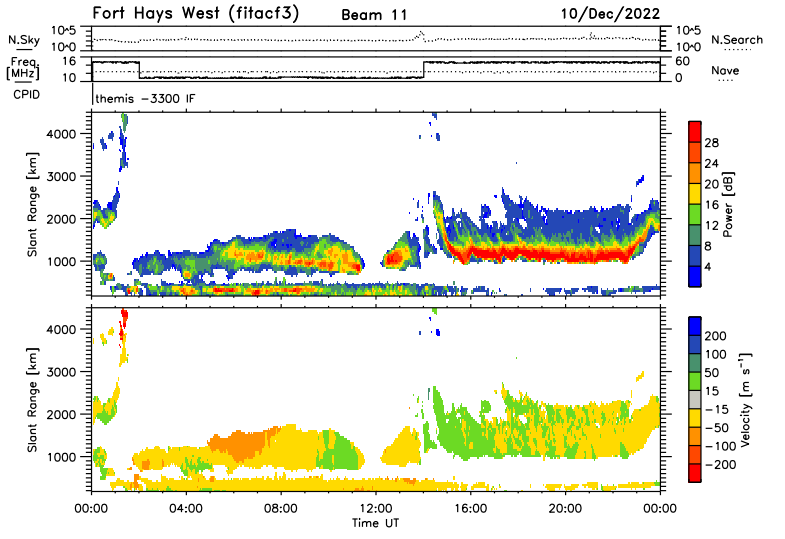 Fort Hays West (fitacf3) Beam 11 10/Dec/2022
N.Sky 10^5 10^0 10^5 10^0 N.Search
Freq. [MHz] 16 10 60 0 Nave
CPID themis -3300 IF
Slant Range [km] 4000 3000 2000 1000
28 24 20 16 12 8 4 Power [dB]
Slant Range [km] 4000 3000 2000 1000
200 100 50 15 -15 -50 -100 -200 Velocity [m s^-1]
00:00 04:00 08:00 12:00 16:00 20:00 00:00
Time UT